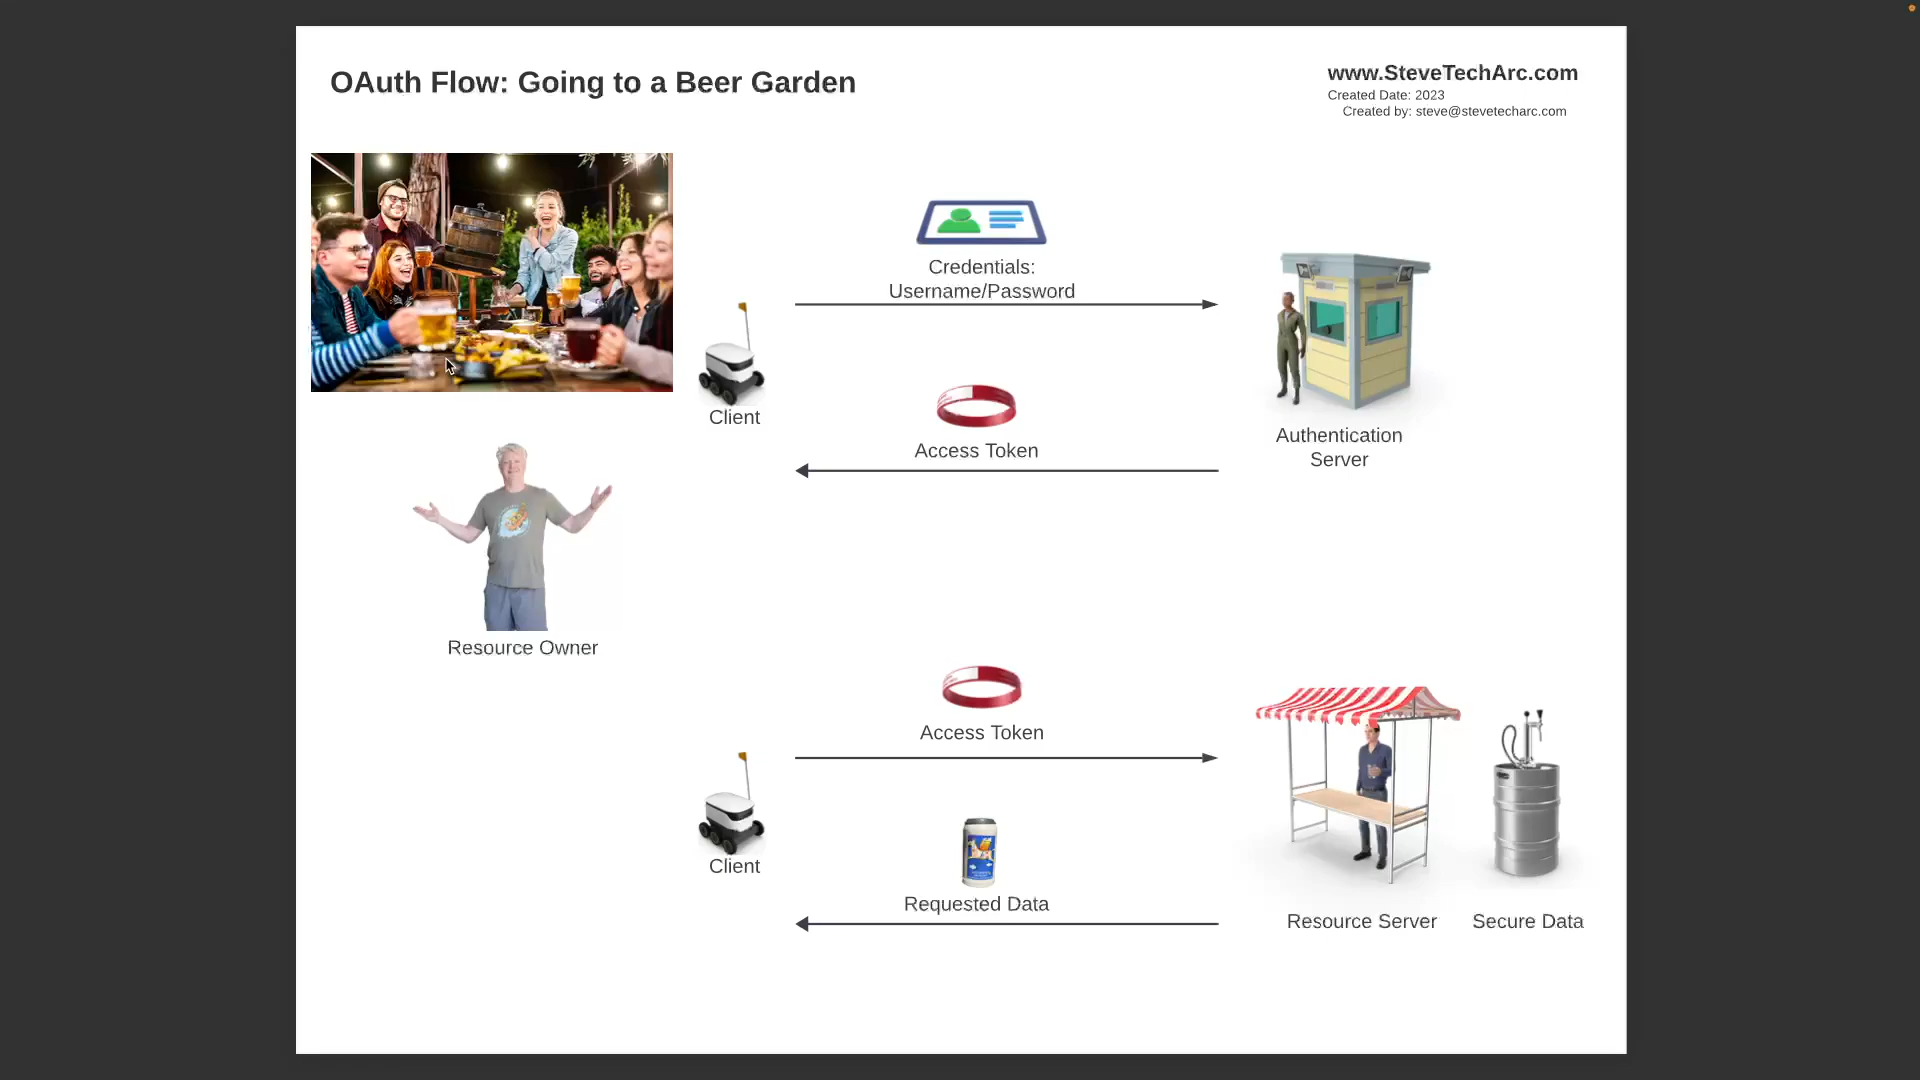 OAuth Flow: Going to a Beer Garden
www.SteveTechArc.com
Created Date: 2023
Created by: steve@stevetecharc.com
Credentials:
Username/Password
Client
Access Token
Authentication
Server
Resource Owner
Access Token
Client
Requested Data
Resource Server
Secure Data